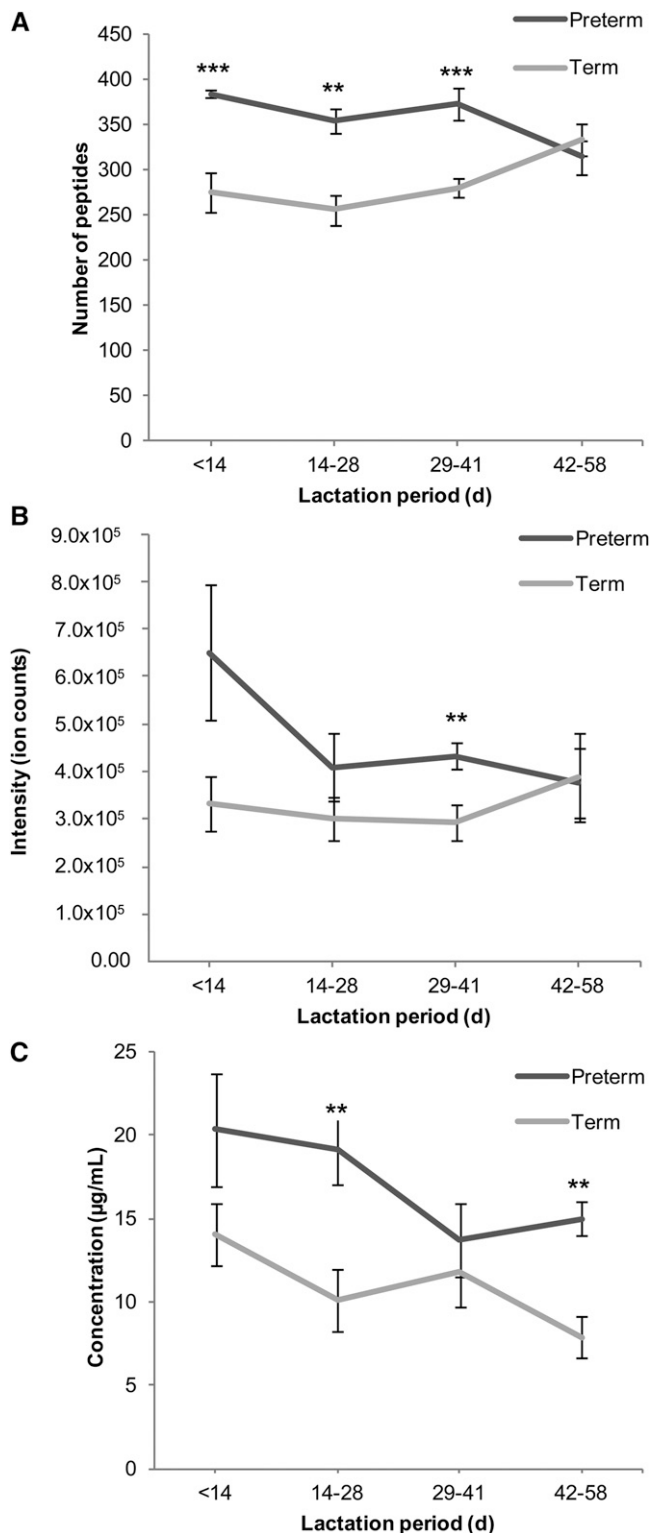 A
Preterm
Term
Number of peptides
450
400
350
300
250
200
150
100
50
0
***
**
***
<14
14-28
29-41
42-58
Lactation period (d)
B
Preterm
Term
Intensity (ion counts)
9.0x10⁵
8.0x10⁵
7.0x10⁵
6.0x10⁵
5.0x10⁵
4.0x10⁵
3.0x10⁵
2.0x10⁵
1.0x10⁵
0.00
**
<14
14-28
29-41
42-58
Lactation period (d)
C
Preterm
Term
Concentration (µg/mL)
25
20
15
10
5
0
**
**
<14
14-28
29-41
42-58
Lactation period (d)